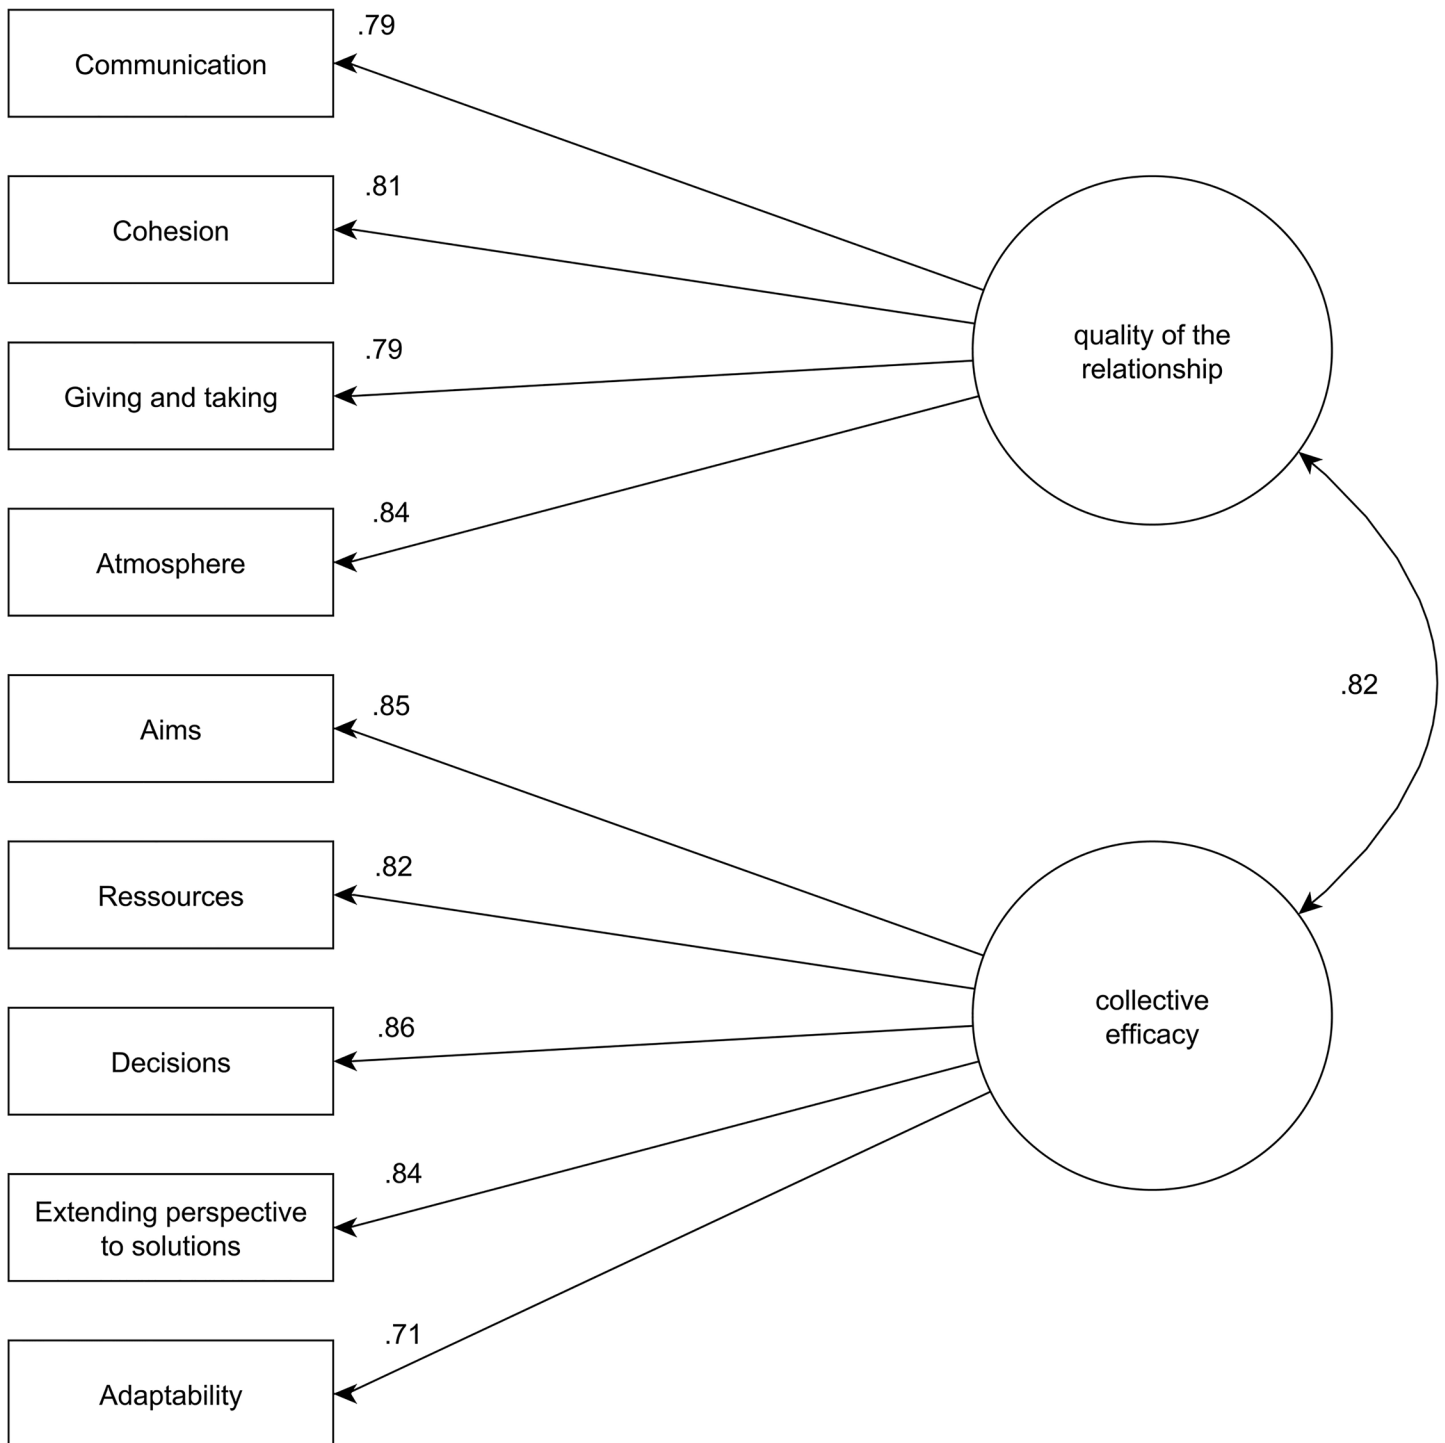 .79
Communication
.81
Cohesion
quality of the
relationship
.79
Giving and taking
.84
Atmosphere
.85
Aims
.82
.82
Ressources
collective
efficacy
.86
Decisions
.84
Extending perspective
to solutions
.71
Adaptability